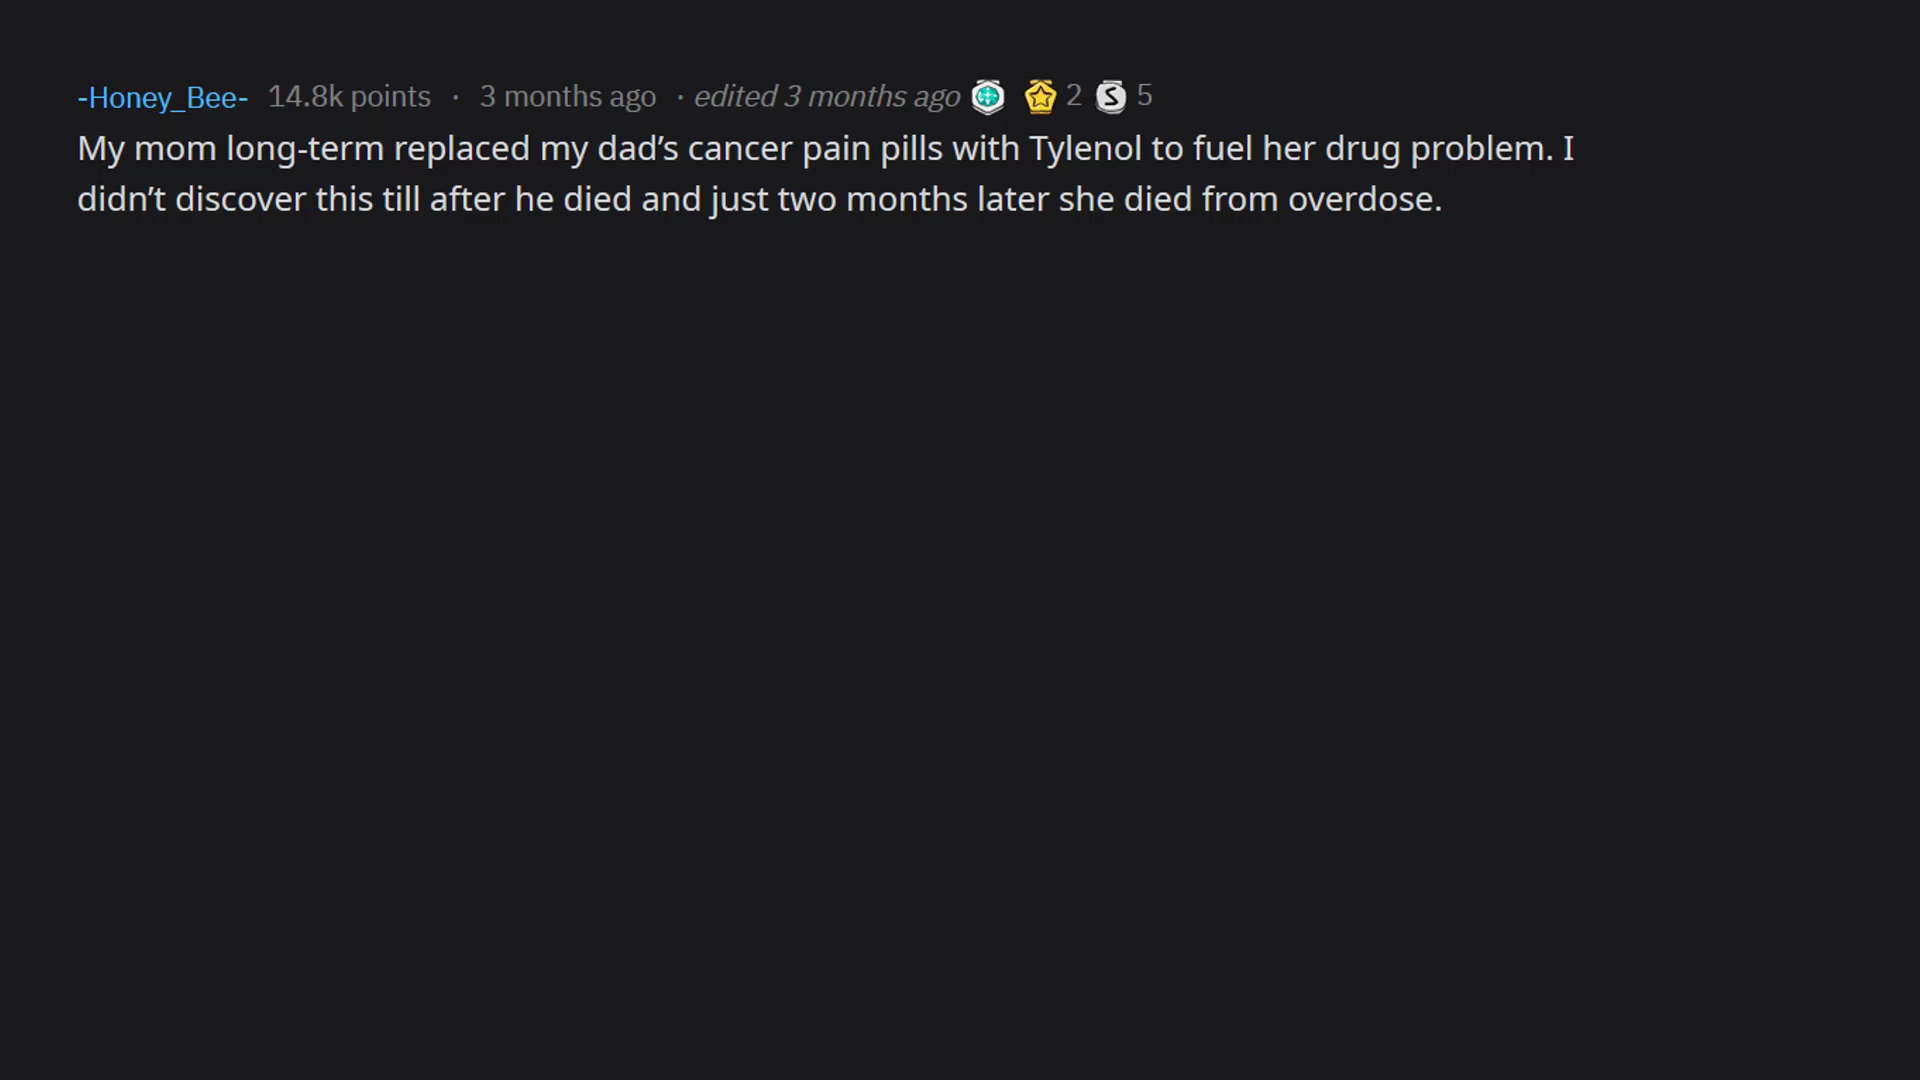 -Honey_Bee- 14.8k points · 3 months ago · edited 3 months ago 2 S 5
My mom long-term replaced my dad’s cancer pain pills with Tylenol to fuel her drug problem. I
didn’t discover this till after he died and just two months later she died from overdose.